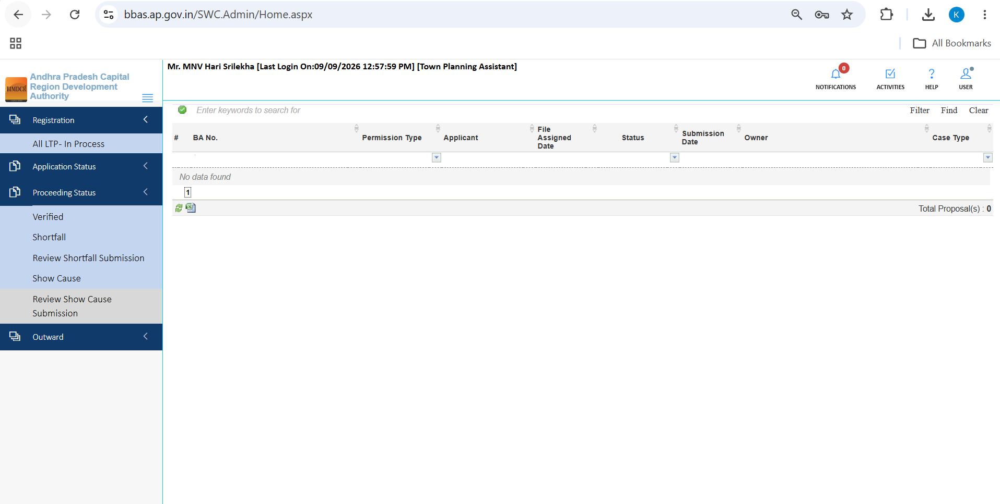 bbas.ap.gov.in/SWC.Admin/Home.aspx
K
All Bookmarks
BIMDCR
Andhra Pradesh Capital
Region Development
Authority
Mr. MNV Hari Srilekha [Last Login On:09/09/2026 12:57:59 PM] [Town Planning Assistant]
0
NOTIFICATIONS
ACTIVITIES
?
HELP
USER
Registration
All LTP- In Process
Application Status
Proceeding Status
Verified
Shortfall
Review Shortfall Submission
Show Cause
Review Show Cause
Submission
Outward
Enter keywords to search for
Filter Find Clear
# BA No.
Permission Type
Applicant
File
Assigned
Date
Status
Submission
Date
Owner
Case Type
No data found
1
Total Proposal(s) : 0